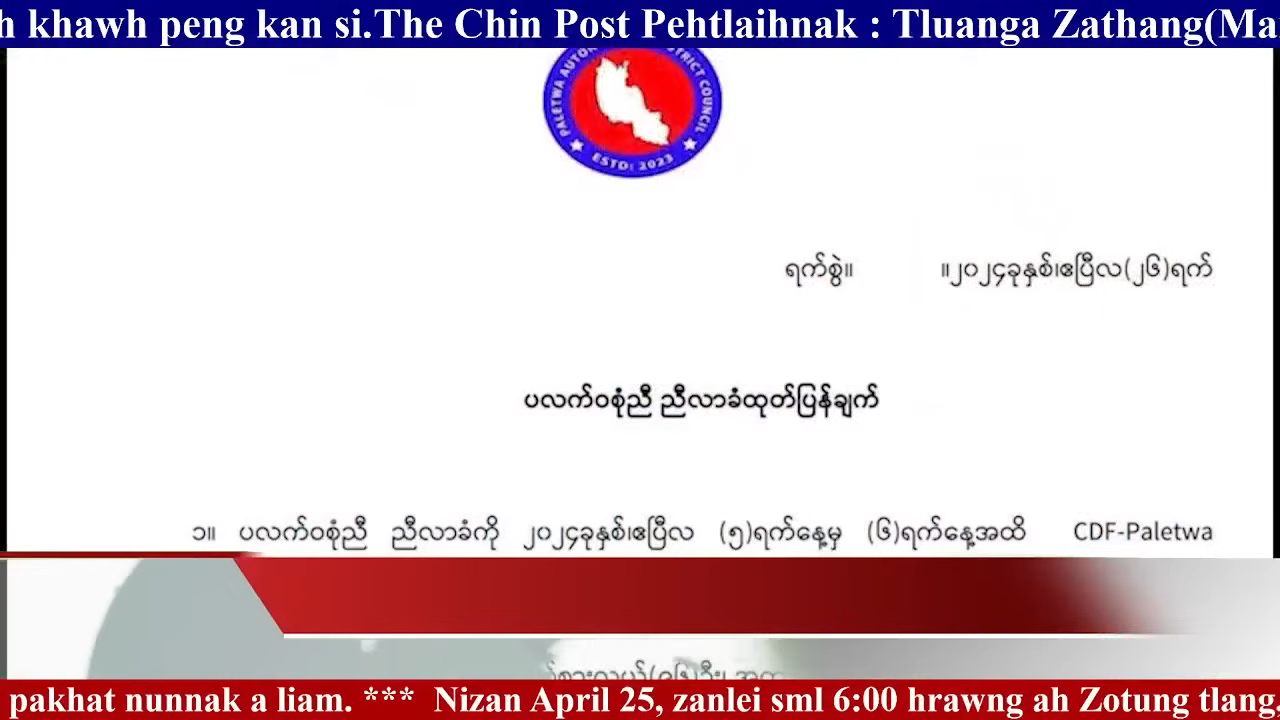 khawh peng kan si.The Chin Post Pehtlaihnak : Tluanga Zathang
PALETWA DISTRICT COUNCIL
ESTD: 2023
ရက်စွဲ။ ။၂၀၂၄ခုနှစ်၊ဧပြီလ(၂၆)ရက်
ပလက်ဝစုံညီ ညီလာခံထုတ်ပြန်ချက်
၁။ ပလက်ဝစုံညီ ညီလာခံကို ၂၀၂၄ခုနှစ်၊ဧပြီလ (၅)ရက်နေ့မှ (၆)ရက်နေ့အထိ CDF-Paletwa
pakhat nunnak a liam. *** Nizan April 25, zanlei sml 6:00 hrawng ah Zotung tlang,